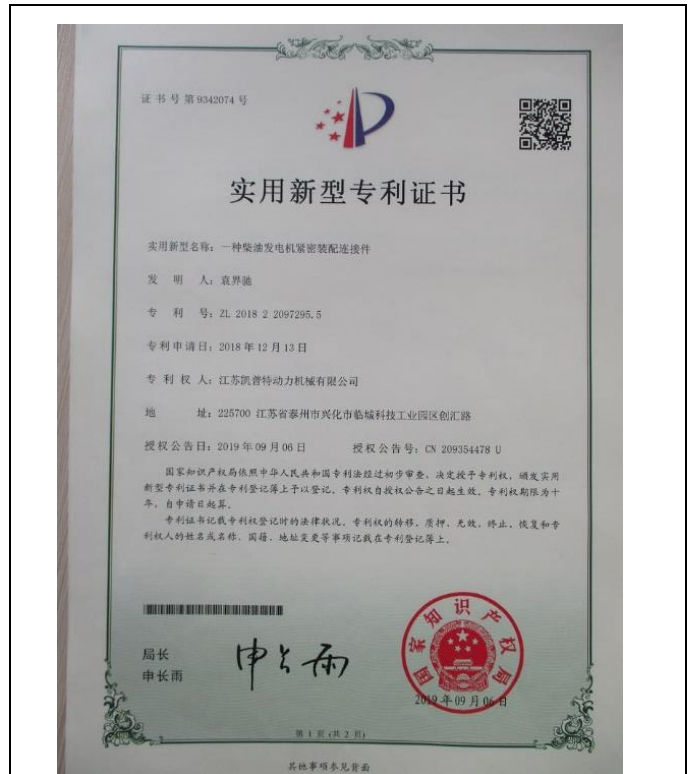 证书号第9342074号
实用新型专利证书
实用新型名称：一种柴油发电机紧密装配连接件
发 明 人：袁界驰
专 利 号：ZL 2018 2 2097295.5
专利申请日：2018年12月13日
专 利 权 人：江苏凯普特动力机械有限公司
地 址：225700 江苏省泰州市兴化市临城科技工业园区创汇路
授权公告日：2019年09月06日 授权公告号：CN 209354478 U
国家知识产权局依照中华人民共和国专利法经过初步审查，决定授予专利权，颁发实用
新型专利证书并在专利登记簿上予以登记。专利权自授权公告之日起生效。专利权期限为十
年，自申请日起算。
专利证书记载专利权登记时的法律状况。专利权的转移、质押、无效、终止、恢复和专
利权人的姓名或名称、国籍、地址变更等事项记载在专利登记簿上。
局长
申长雨
申长雨
国家知识产权局
2019年09月06日
第 1 页 (共 2 页)
其他事项参见背面